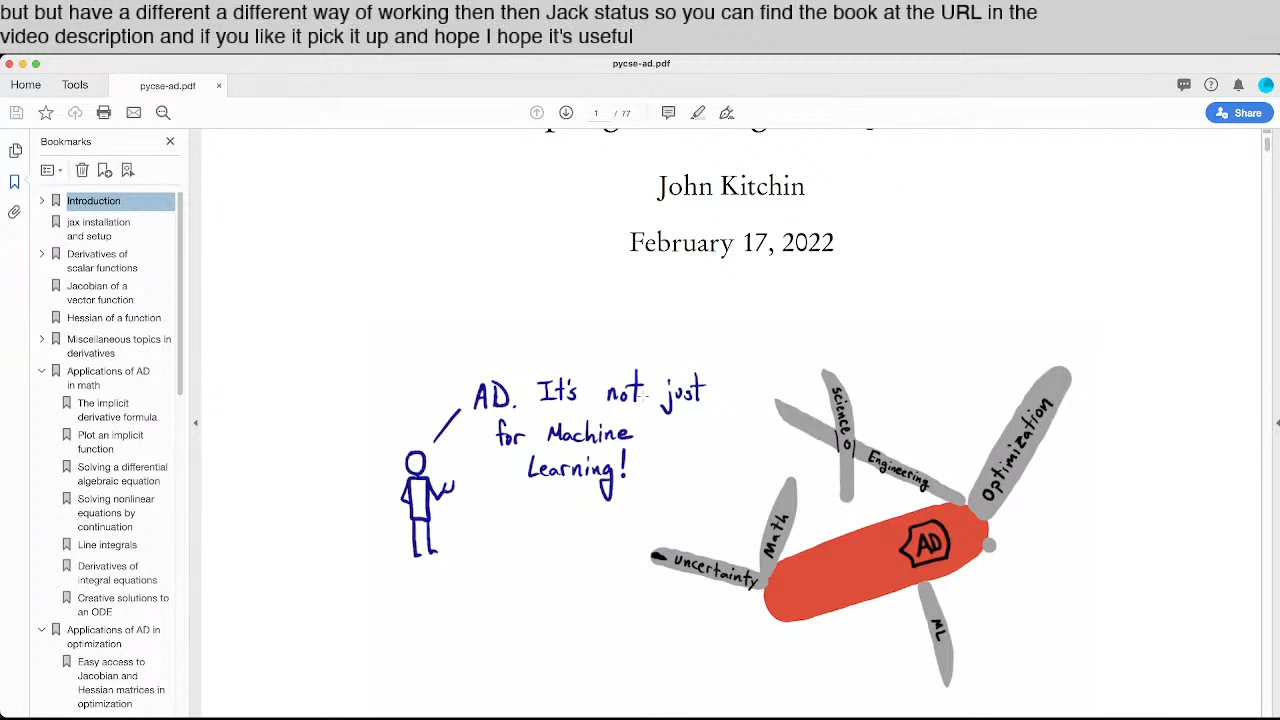 but but have a different a different way of working then then Jack status so you can find the book at the URL in the
video description and if you like it pick it up and hope I hope it's useful
pycse-ad.pdf
Home
Tools
pycse-ad.pdf
×
1
/ 77
Share
Bookmarks
Introduction
jax installation
and setup
Derivatives of
scalar functions
Jacobian of a
vector function
Hessian of a function
Miscellaneous topics in
derivatives
Applications of AD
in math
The implicit
derivative formula
Plot an implicit
function
Solving a differential
algebraic equation
Solving nonlinear
equations by
continuation
Line integrals
Derivatives of
integral equations
Creative solutions to
an ODE
Applications of AD in
optimization
Easy access to
Jacobian and
Hessian matrices in
optimization
John Kitchin
February 17, 2022
AD. It's not just
for Machine
Learning!
science
Engineering
Optimization
Math
uncertainty
AD
ML